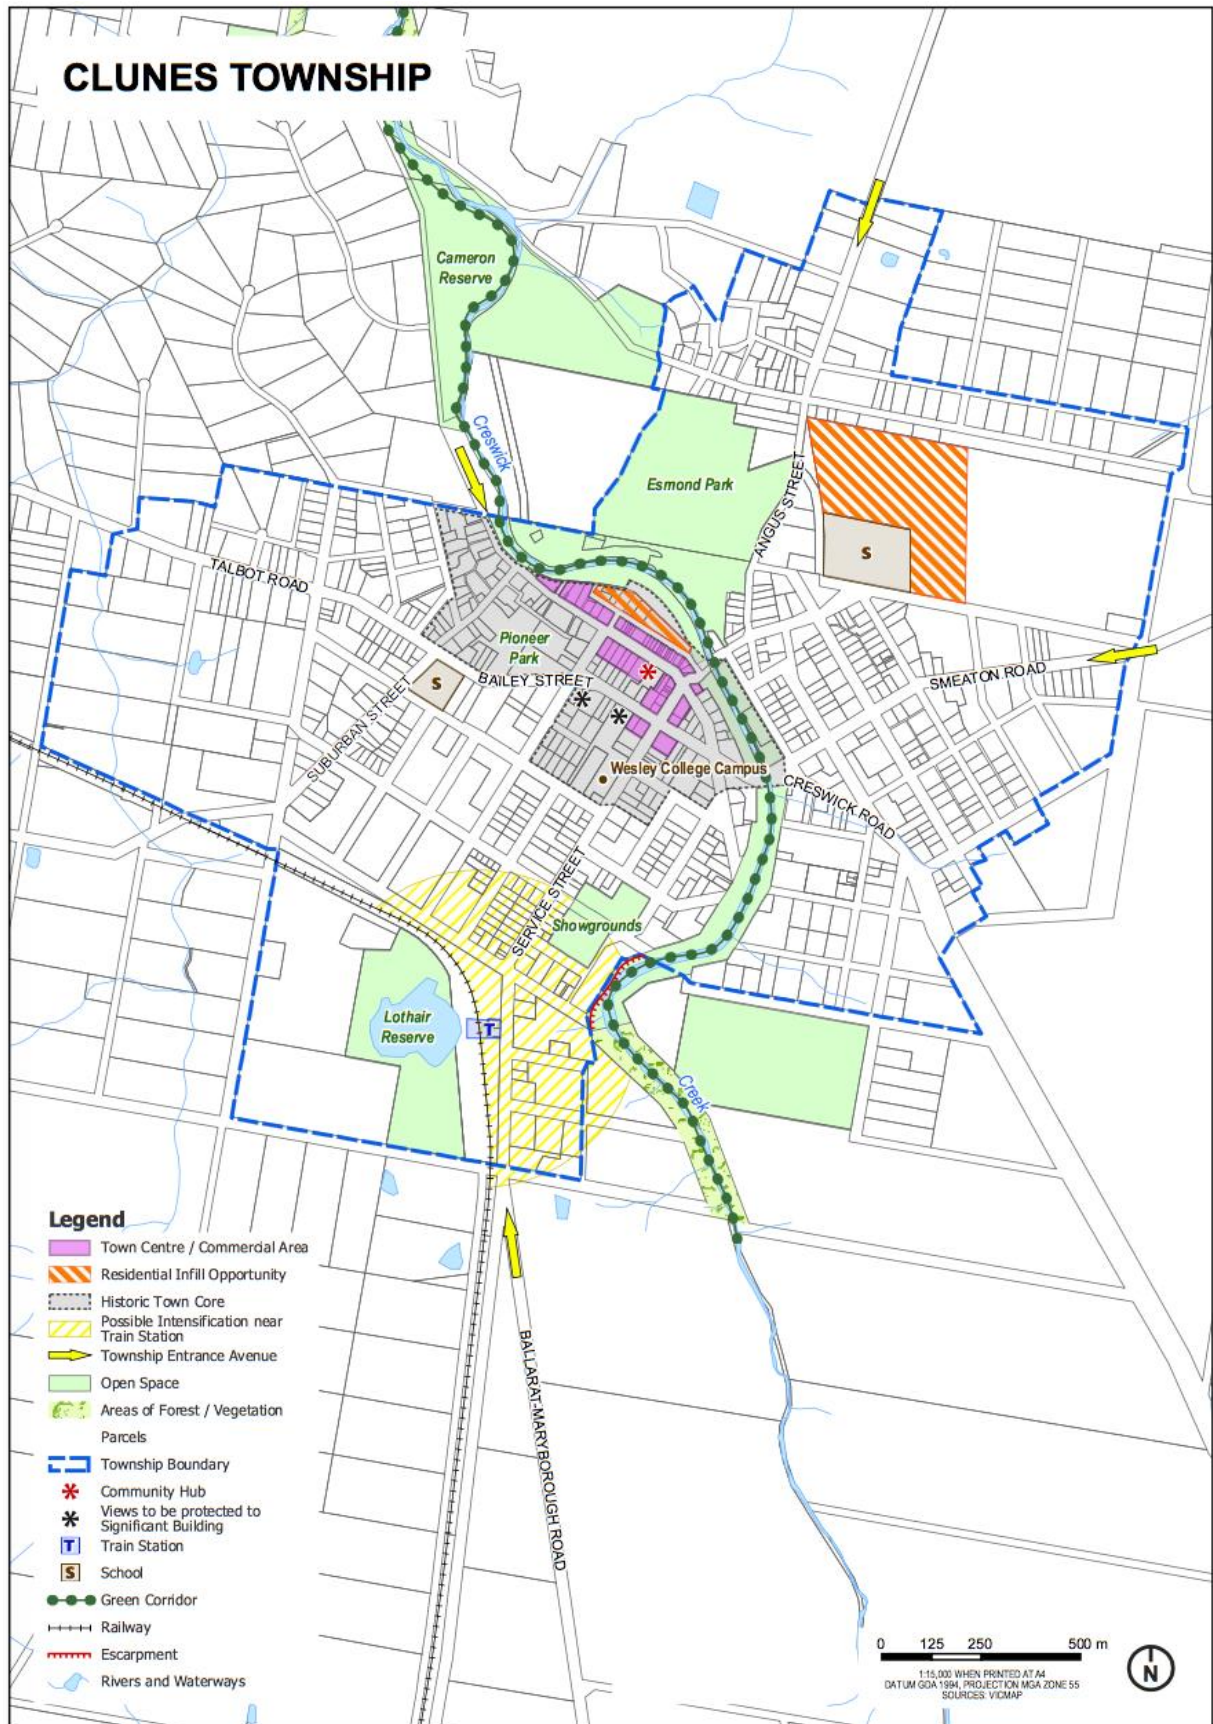 CLUNES TOWNSHIP
Cameron
Reserve
Creswick
Esmond Park
ANGUS STREET
S
TALBOT ROAD
Pioneer
Park
BAILEY STREET
S
SUBURBAN STREET
SMEATON ROAD
Wesley College Campus
CRESWICK ROAD
SERVICE STREET
Showgrounds
Lothair
Reserve
T
Creek
BALLARAT-MARYBOROUGH ROAD
Legend
Town Centre / Commercial Area
Residential Infill Opportunity
Historic Town Core
Possible Intensification near
Train Station
Township Entrance Avenue
Open Space
Areas of Forest / Vegetation
Parcels
Township Boundary
Community Hub
Views to be protected to
Significant Building
T Train Station
S School
Green Corridor
Railway
Escarpment
Rivers and Waterways
0 125 250 500 m
1:15,000 WHEN PRINTED AT A4
DATUM GDA 1994, PROJECTION MGA ZONE 55
SOURCES: VICMAP
N